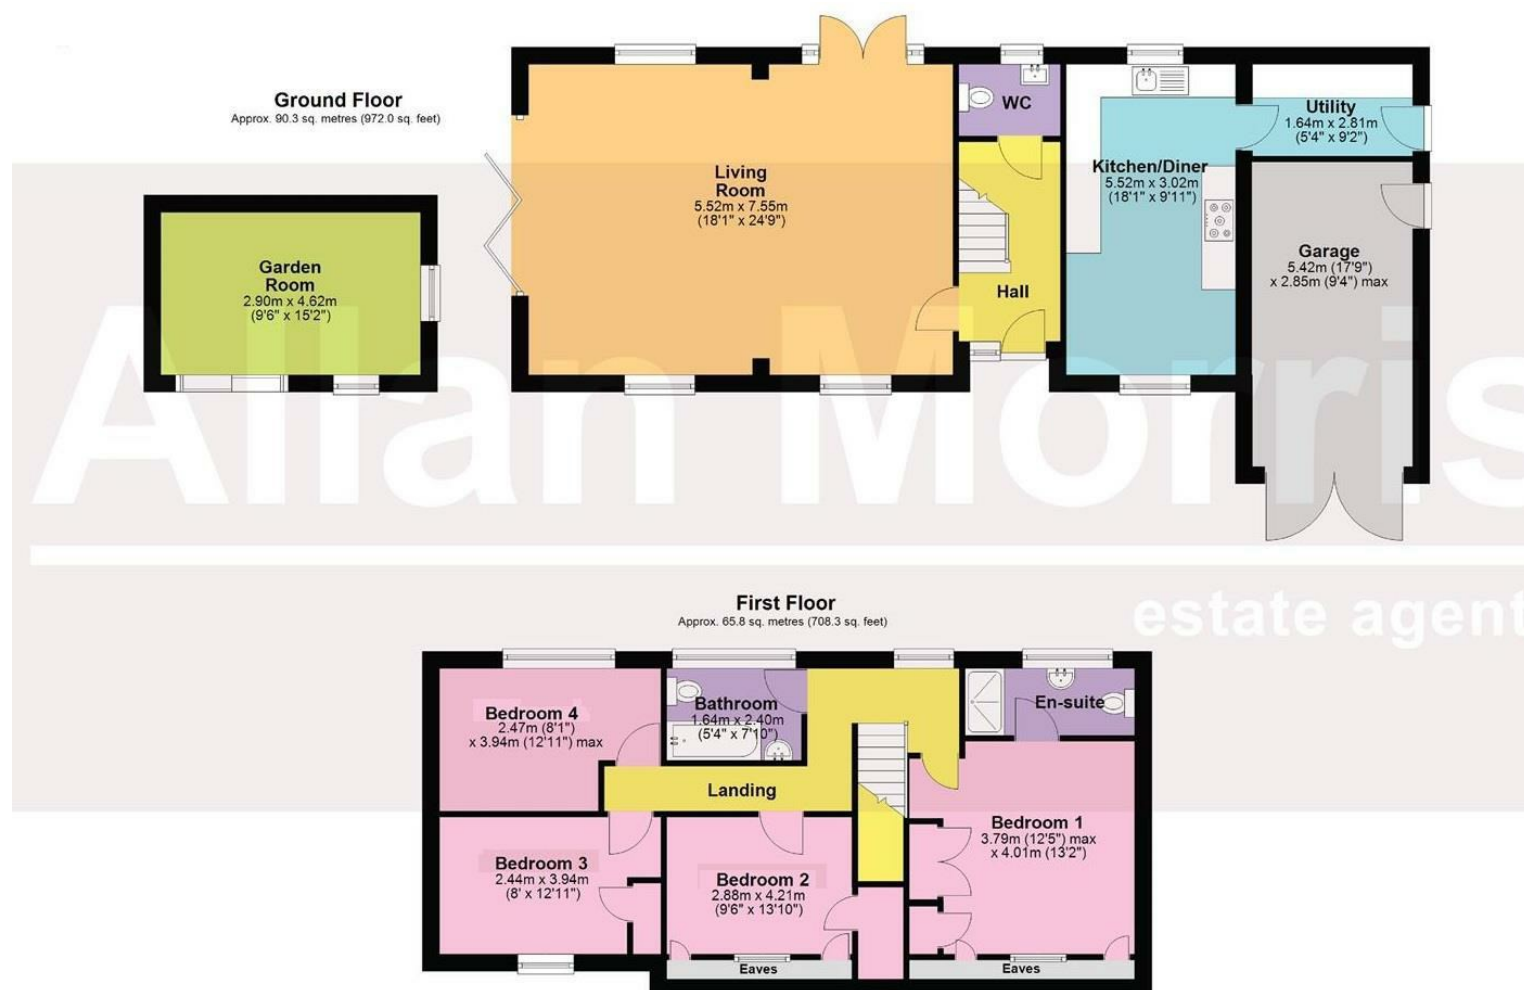 Ground Floor
Approx. 90.3 sq. metres (972.0 sq. feet)
Garden
Room
2.90m x 4.62m
(9'6" x 15'2")
Living
Room
5.52m x 7.55m
(18'1" x 24'9")
WC
Hall
Kitchen/Diner
5.52m x 3.02m
(18'1" x 9'11")
Utility
1.64m x 2.81m
(5'4" x 9'2")
Garage
5.42m (17'9")
x 2.85m (9'4") max
Allan Morris
estate agent
First Floor
Approx. 65.8 sq. metres (708.3 sq. feet)
Bedroom 4
2.47m (8'1")
x 3.94m (12'11") max
Bathroom
1.64m x 2.40m
(5'4" x 7'10")
En-suite
Landing
Bedroom 1
3.79m (12'5") max
x 4.01m (13'2")
Bedroom 3
2.44m x 3.94m
(8' x 12'11")
Bedroom 2
2.88m x 4.21m
(9'6" x 13'10")
Eaves
Eaves